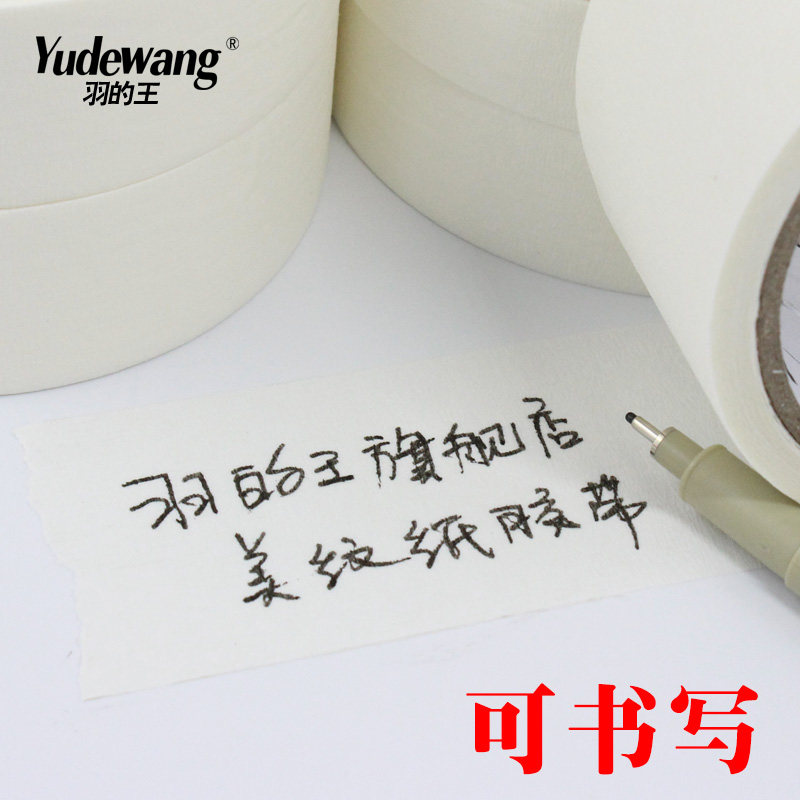 Yudewang®
羽的王
羽的王旗舰店
美纹纸胶带
可书写